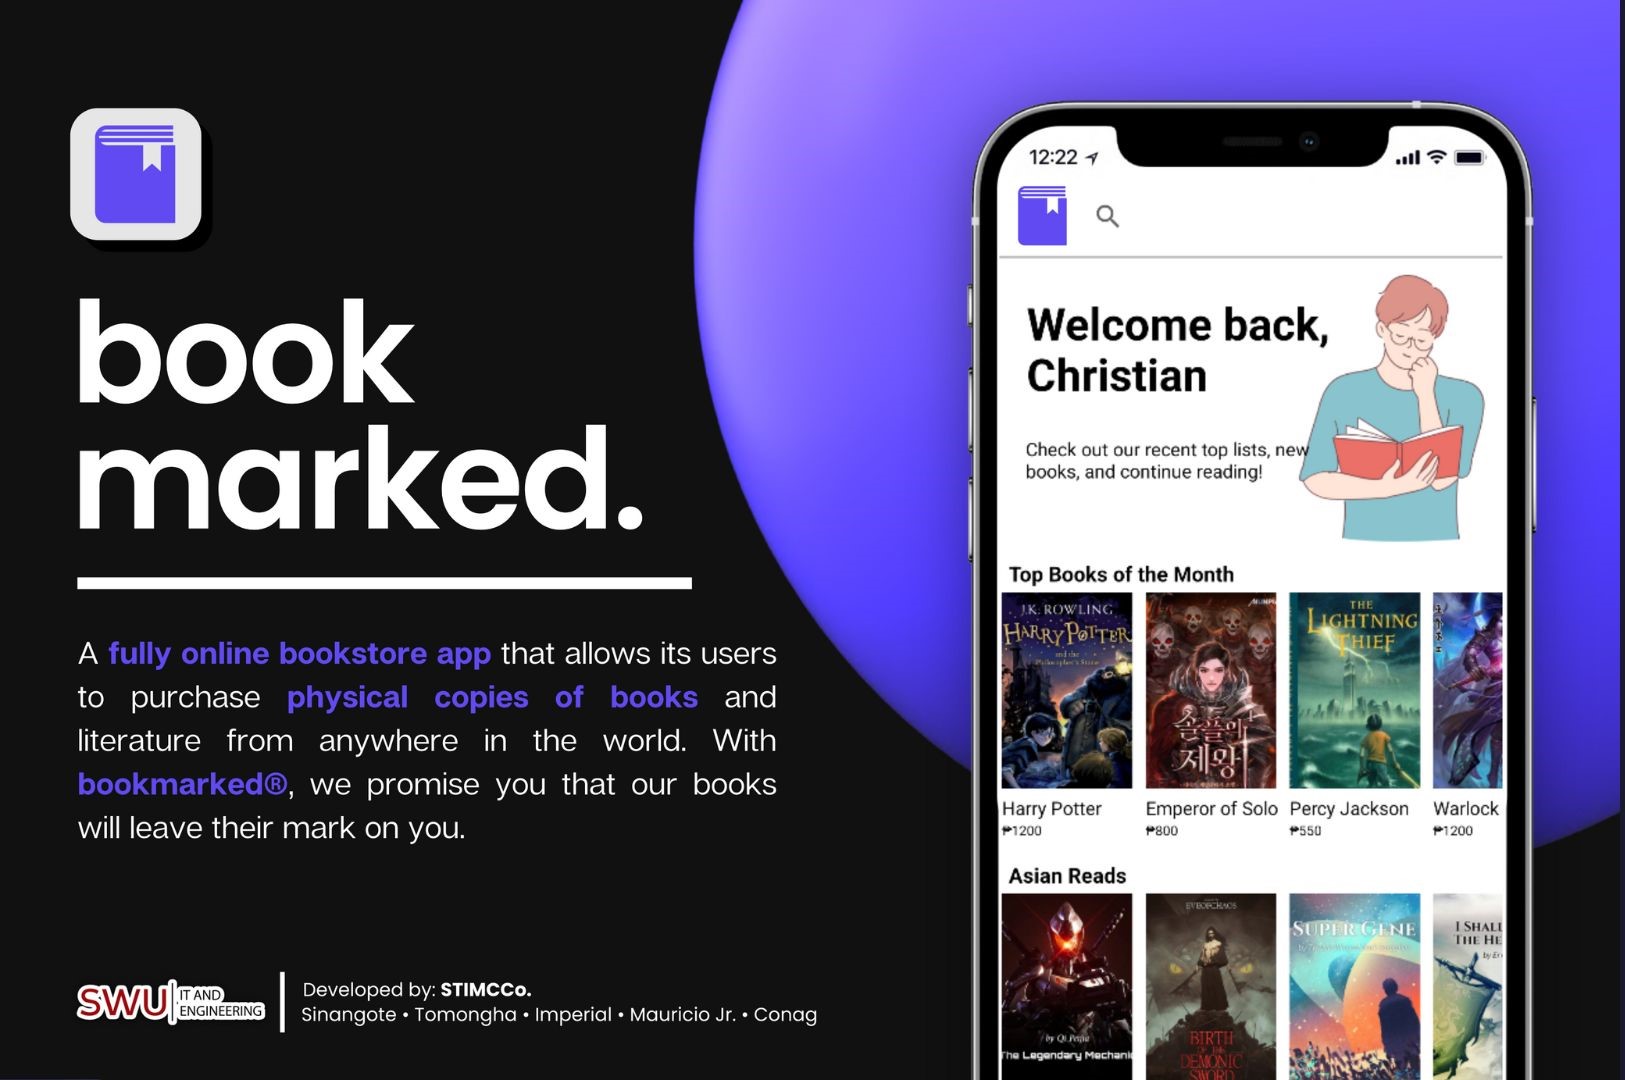 book
marked.
A fully online bookstore app that allows its users
to purchase physical copies of books and
literature from anywhere in the world. With
bookmarked®, we promise you that our books
will leave their mark on you.
SWU
IT AND
ENGINEERING
Developed by: STIMCCo.
Sinangote • Tomongha • Imperial • Mauricio Jr. • Conag
12:22
Welcome back,
Christian
Check out our recent top lists, new
books, and continue reading!
Top Books of the Month
J.K. ROWLING
HARRY POTTER
and the
Philosopher's Stone
솔플의
제왕
THE
LIGHTNING
THIEF
Harry Potter
₱1200
Emperor of Solo
₱800
Percy Jackson
₱550
Warlock
₱1200
Asian Reads
by Qi Peijia
The Legendary Mechanic
EVEOFCHAOS
BIRTH
OF THE
DEMONIC
SWORD
SUPER GENE
I SHALL
THE HE